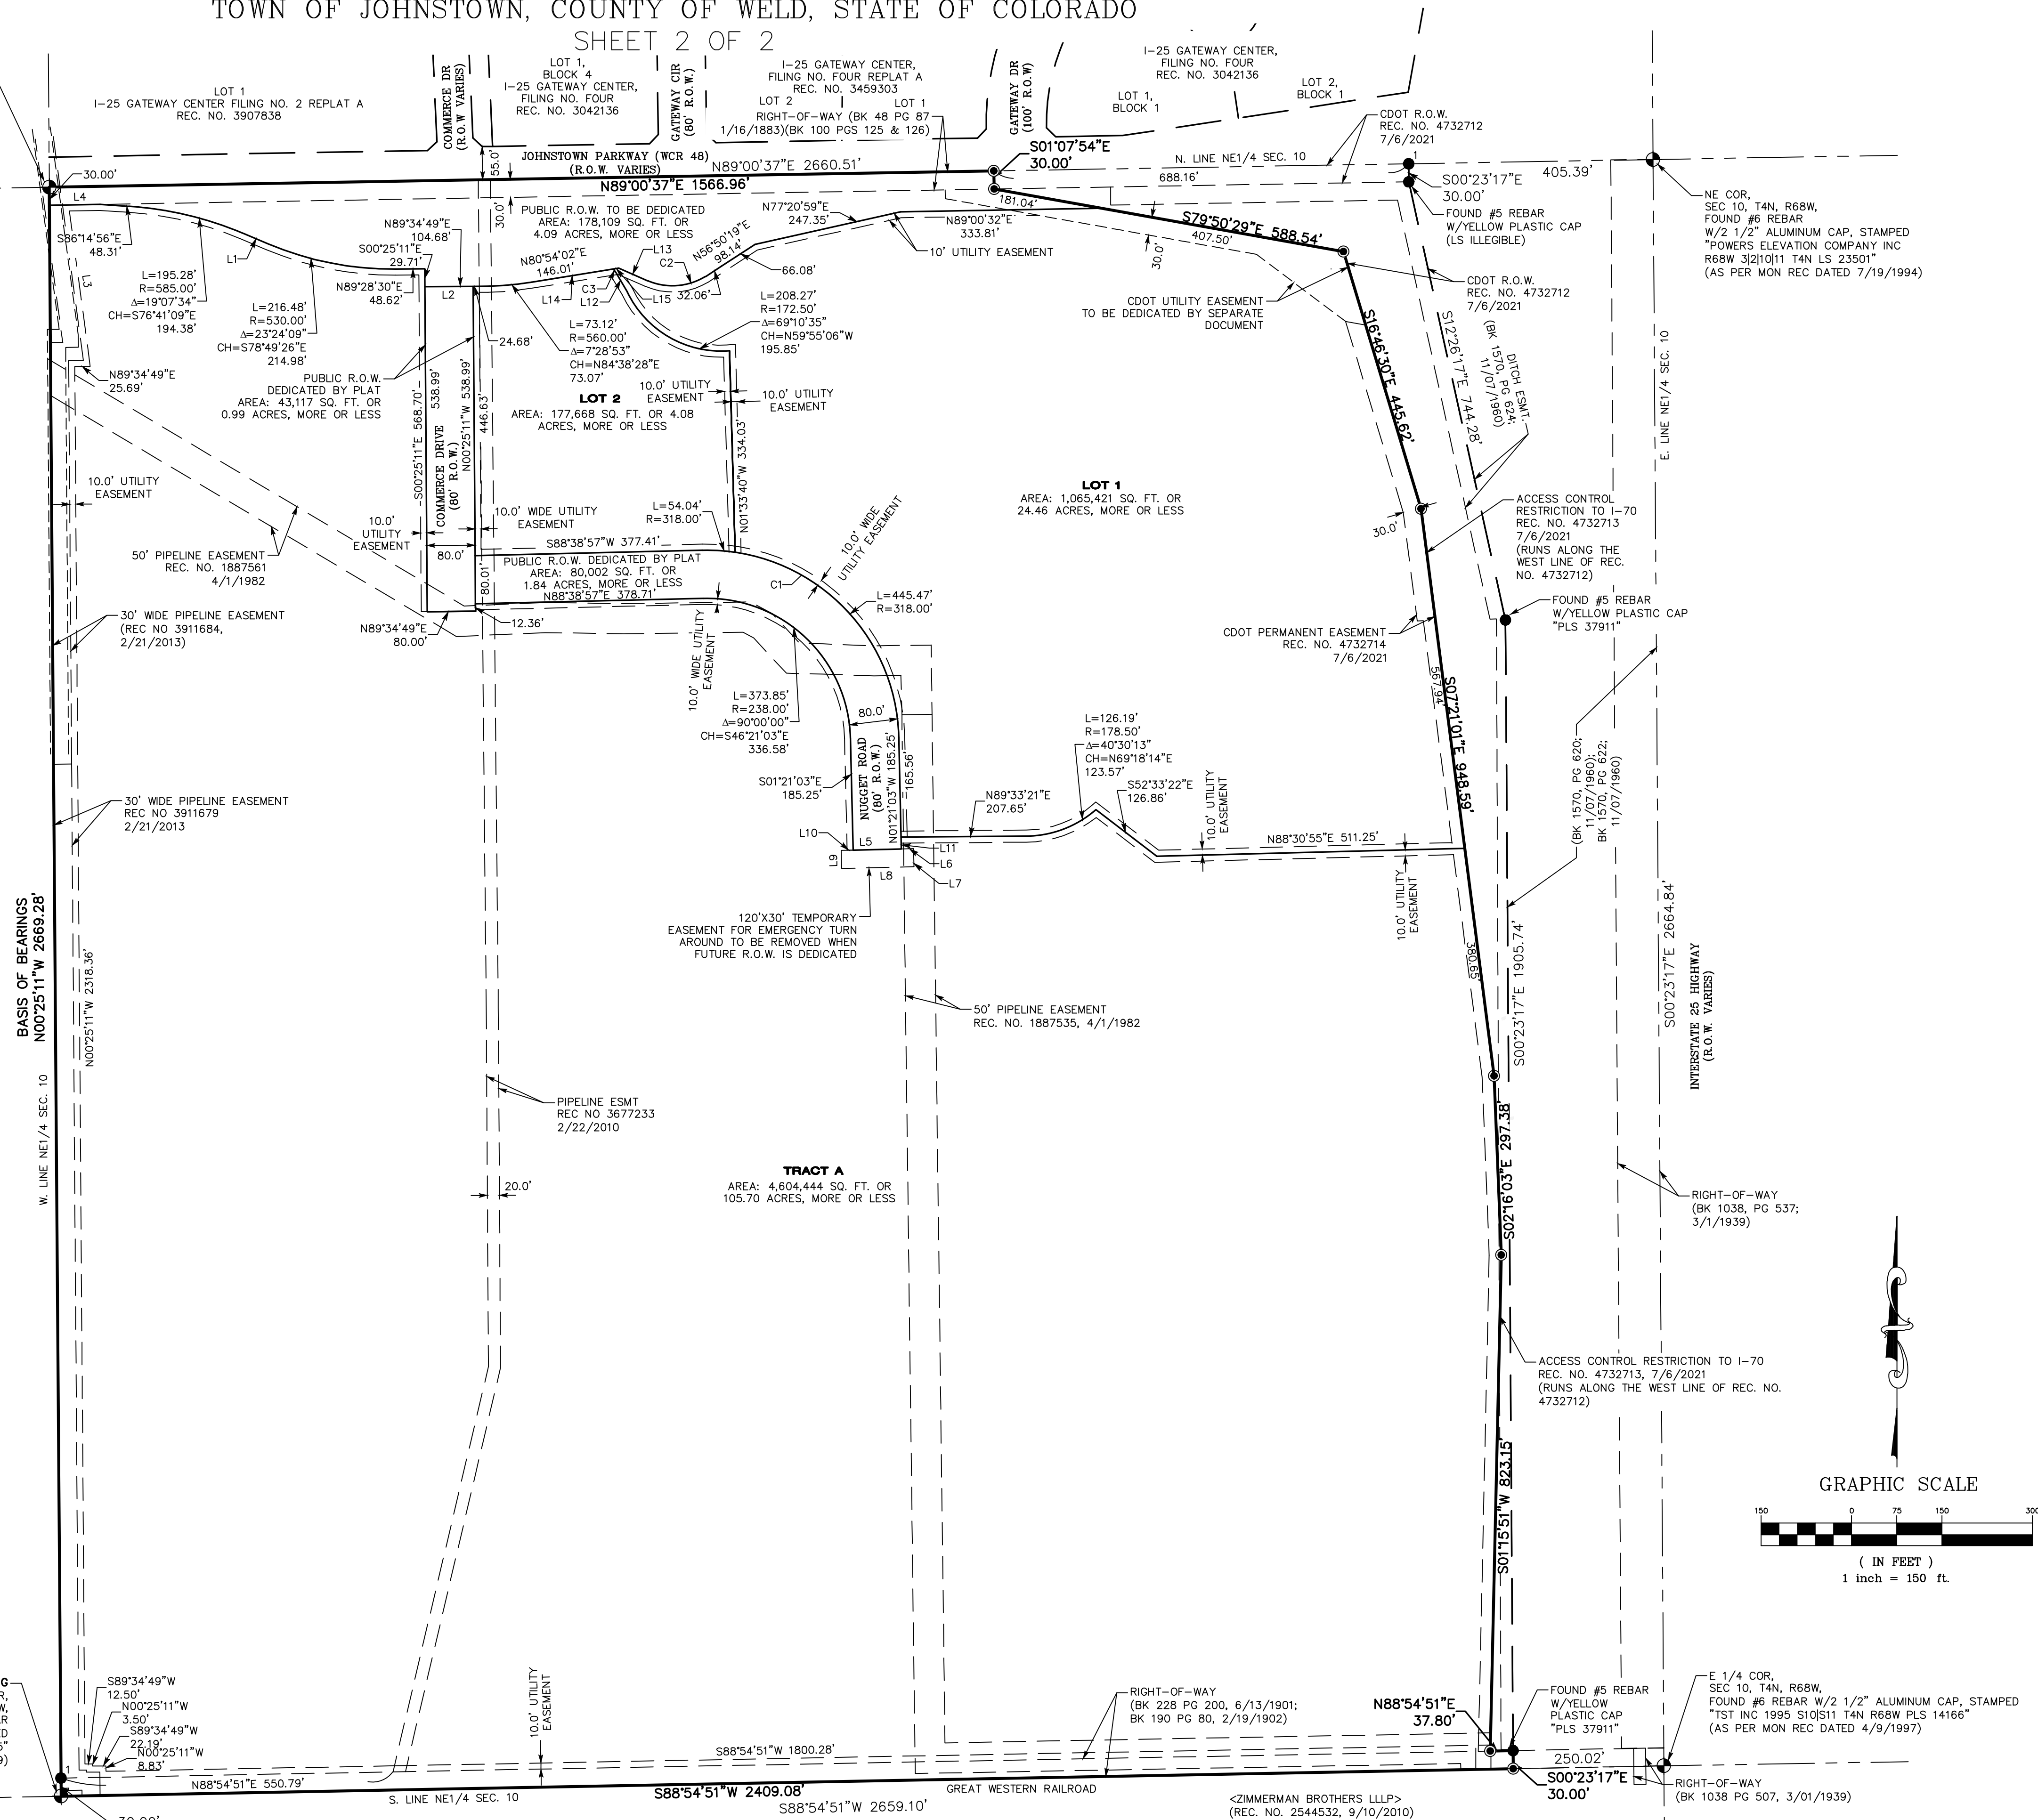 TOWN OF JOHNSTOWN, COUNTY OF WELD, STATE OF COLORADO
SHEET 2 OF 2
LOT 1
I-25 GATEWAY CENTER FILING NO. 2 REPLAT A
REC. NO. 3907838
COMMERCE DR
(R.O.W VARIES)
LOT 1,
BLOCK 4
I-25 GATEWAY CENTER,
FILING NO. FOUR
REC. NO. 3042136
GATEWAY CIR
(80' R.O.W.)
I-25 GATEWAY CENTER,
FILING NO. FOUR REPLAT A
REC. NO. 3459303
LOT 2
LOT 1
RIGHT-OF-WAY (BK 48 PG 87
1/16/1883)(BK 100 PGS 125 & 126)
GATEWAY DR
(100' R.O.W)
I-25 GATEWAY CENTER,
FILING NO. FOUR
REC. NO. 3042136
LOT 1,
BLOCK 1
LOT 2,
BLOCK 1
CDOT R.O.W.
REC. NO. 4732712
7/6/2021
30.00'
55.0'
JOHNSTOWN PARKWAY (WCR 48)
(R.O.W. VARIES)
N89°00'37"E 2660.51'
N89°00'37"E 1566.96'
S01°07'54"E
30.00'
N. LINE NE1/4 SEC. 10
688.16'
1
S00°23'17"E
30.00'
405.39'
FOUND #5 REBAR
W/YELLOW PLASTIC CAP
(LS ILLEGIBLE)
NE COR,
SEC 10, T4N, R68W,
FOUND #6 REBAR
W/2 1/2" ALUMINUM CAP, STAMPED
"POWERS ELEVATION COMPANY INC
R68W 3|2|10|11 T4N LS 23501"
(AS PER MON REC DATED 7/19/1994)
L4
S86°14'56"E
48.31'
L3
L1
L=195.28'
R=585.00'
Δ=19°07'34"
CH=S76°41'09"E
194.38'
L=216.48'
R=530.00'
Δ=23°24'09"
CH=S78°49'26"E
214.98'
N89°34'49"E
104.68'
S00°25'11"E
29.71'
N89°28'30"E
48.62'
L2
30.0'
PUBLIC R.O.W. TO BE DEDICATED
AREA: 178,109 SQ. FT. OR
4.09 ACRES, MORE OR LESS
N80°54'02"E
146.01'
L14
C3
L12
L13
C2
L15
N56°50'19"E
98.14'
32.06'
66.08'
N77°20'59"E
247.35'
N89°00'32"E
333.81'
10' UTILITY EASEMENT
181.04'
S79°50'29"E 588.54'
407.50'
30.0'
CDOT UTILITY EASEMENT
TO BE DEDICATED BY SEPARATE
DOCUMENT
CDOT R.O.W.
REC. NO. 4732712
7/6/2021
L=208.27'
R=172.50'
Δ=69°10'35"
CH=N59°55'06"W
195.85'
L=73.12'
R=560.00'
Δ=7°28'53"
CH=N84°38'28"E
73.07'
24.68'
N89°34'49"E
25.69'
PUBLIC R.O.W.
DEDICATED BY PLAT
AREA: 43,117 SQ. FT. OR
0.99 ACRES, MORE OR LESS
S00°25'11"E 568.70'
538.99'
COMMERCE DRIVE
(80' R.O.W.)
N00°25'11"W 538.99'
446.63'
LOT 2
AREA: 177,668 SQ. FT. OR 4.08
ACRES, MORE OR LESS
10.0' UTILITY
EASEMENT
10.0' UTILITY
EASEMENT
N01°33'40"W 334.03'
S16°46'30"E 445.62'
S12°26'17"E 744.28'
DITCH ESMT.
(BK 1570, PG 624;
11/07/1960)
E. LINE NE1/4 SEC. 10
LOT 1
AREA: 1,065,421 SQ. FT. OR
24.46 ACRES, MORE OR LESS
10.0' UTILITY
EASEMENT
50' PIPELINE EASEMENT
REC. NO. 1887561
4/1/1982
10.0'
UTILITY
EASEMENT
80.0'
10.0' WIDE UTILITY
EASEMENT
L=54.04'
R=318.00'
S88°38'57"W 377.41'
PUBLIC R.O.W. DEDICATED BY PLAT
AREA: 80,002 SQ. FT. OR
1.84 ACRES, MORE OR LESS
N88°38'57"E 378.71'
80.01'
12.36'
N89°34'49"E
80.00'
10.0' WIDE
UTILITY EASEMENT
C1
L=445.47'
R=318.00'
10.0' WIDE UTILITY
EASEMENT
30.0'
ACCESS CONTROL
RESTRICTION TO I-70
REC. NO. 4732713
7/6/2021
(RUNS ALONG THE
WEST LINE OF REC.
NO. 4732712)
FOUND #5 REBAR
W/YELLOW PLASTIC CAP
"PLS 37911"
CDOT PERMANENT EASEMENT
REC. NO. 4732714
7/6/2021
30' WIDE PIPELINE EASEMENT
(REC NO 3911684,
2/21/2013)
L=373.85'
R=238.00'
Δ=90°00'00"
CH=S46°21'03"E
336.58'
80.0'
NUGGET ROAD
(80' R.O.W.)
S01°21'03"E
185.25'
N01°21'03"W 185.25'
165.56'
567.94'
S07°21'01"E 948.59'
L=126.19'
R=178.50'
Δ=40°30'13"
CH=N69°18'14"E
123.57'
N89°33'21"E
207.65'
S52°33'22"E
126.86'
10.0' UTILITY
EASEMENT
N88°30'55"E 511.25'
10.0' UTILITY
EASEMENT
(BK 1570, PG 620;
11/07/1960);
BK 1570, PG 622;
11/07/1960)
30' WIDE PIPELINE EASEMENT
REC NO 3911679
2/21/2013
L10
L5
L11
L6
L9
L8
L7
120'X30' TEMPORARY
EASEMENT FOR EMERGENCY TURN
AROUND TO BE REMOVED WHEN
FUTURE R.O.W. IS DEDICATED
BASIS OF BEARINGS
N00°25'11"W 2669.28'
N00°25'11"W 2318.36'
380.65'
S00°23'17"E 1905.74'
S00°23'17"E 2664.84'
INTERSTATE 25 HIGHWAY
(R.O.W. VARIES)
50' PIPELINE EASEMENT
REC. NO. 1887535, 4/1/1982
W. LINE NE1/4 SEC. 10
PIPELINE ESMT
REC NO 3677233
2/22/2010
20.0'
TRACT A
AREA: 4,604,444 SQ. FT. OR
105.70 ACRES, MORE OR LESS
S02°16'03"E 297.38'
RIGHT-OF-WAY
(BK 1038, PG 537;
3/1/1939)
ACCESS CONTROL RESTRICTION TO I-70
REC. NO. 4732713, 7/6/2021
(RUNS ALONG THE WEST LINE OF REC. NO.
4732712)
S01°15'51"W 823.15'
GRAPHIC SCALE
150 0 75 150 300
( IN FEET )
1 inch = 150 ft.
S89°34'49"W
12.50'
N00°25'11"W
3.50'
S89°34'49"W
22.19'
N00°25'11"W
8.83'
1
10.0' UTILITY
EASEMENT
RIGHT-OF-WAY
(BK 228 PG 200, 6/13/1901;
BK 190 PG 80, 2/19/1902)
N88°54'51"E
37.80'
FOUND #5 REBAR
W/YELLOW
PLASTIC CAP
"PLS 37911"
E 1/4 COR,
SEC 10, T4N, R68W,
FOUND #6 REBAR W/2 1/2" ALUMINUM CAP, STAMPED
"TST INC 1995 S10|S11 T4N R68W PLS 14166"
(AS PER MON REC DATED 4/9/1997)
S88°54'51"W 1800.28'
N88°54'51"E 550.79'
S. LINE NE1/4 SEC. 10
S88°54'51"W 2409.08'
S88°54'51"W 2659.10'
GREAT WESTERN RAILROAD
<ZIMMERMAN BROTHERS LLLP>
(REC. NO. 2544532, 9/10/2010)
250.02'
S00°23'17"E
30.00'
RIGHT-OF-WAY
(BK 1038 PG 507, 3/01/1939)